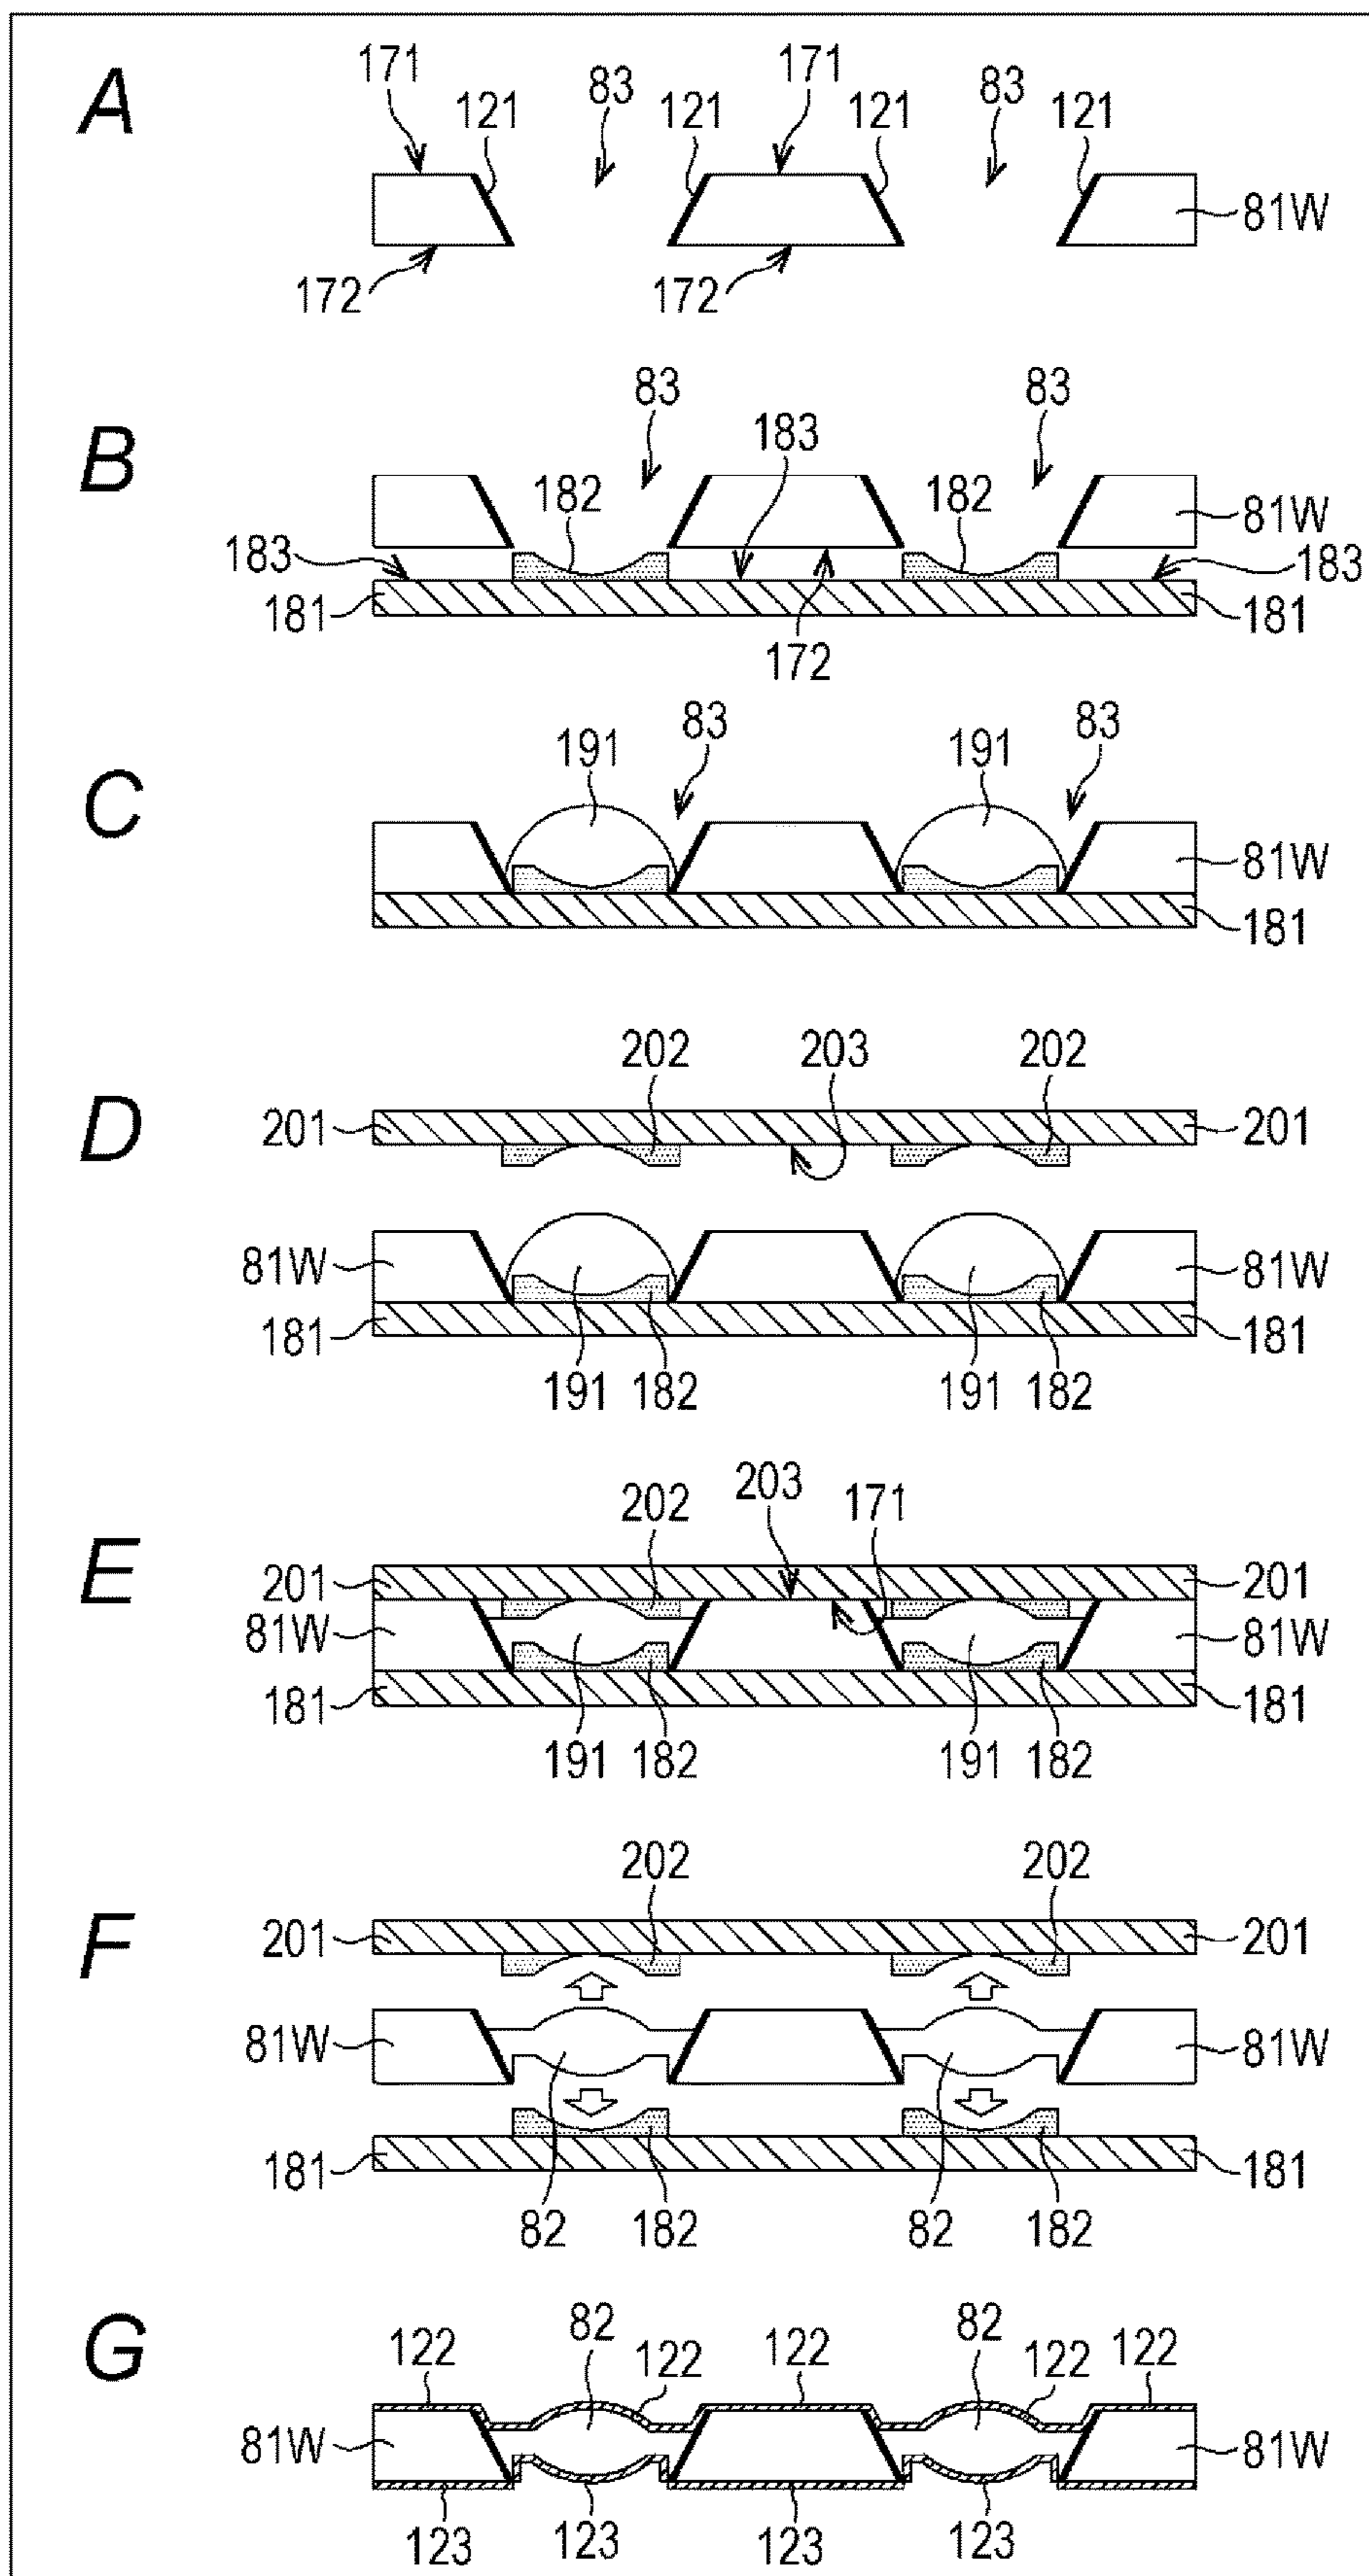 A
171 83 171 83
121 121 121 121
81W
172 172
B
83 83
183
182 182
81W
183 183
181 181
172
C
83 83
191 191
81W
181
D
202 203 202
201 201
81W 81W
181 181
191 182 191 182
E
203
202 171
201 201
81W 81W
181 181
191 182 191 182
F
202 202
201 201
81W 81W
181 181
82 182 82 182
G
82 82
122 122 122 122 122
81W 81W
123 123 123 123